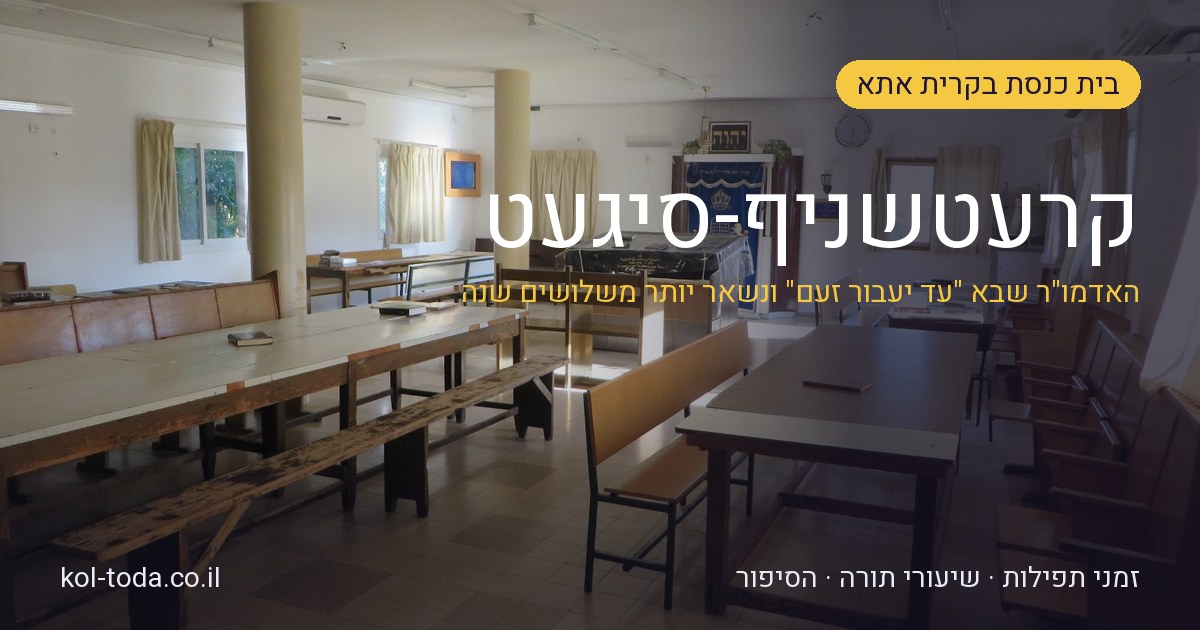 בית כנסת בקרית אתא
יהוה
קרעטשניף-סיגעט
האדמו"ר שבא "עד יעבור זעם" ונשאר יותר משלושים שנה
זמני תפילות · שיעורי תורה · הסיפור
kol-toda.co.il